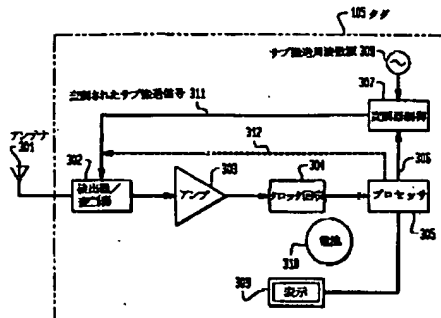 105 タグ
サブ搬送周波数源 308
307
変調器制御
変調されたサブ搬送信号 311
312
アンテナ
301
302
検出器/
変調器
303
アンプ
304
クロック回復
306
プロセッサ
305
電池
310
309
表示